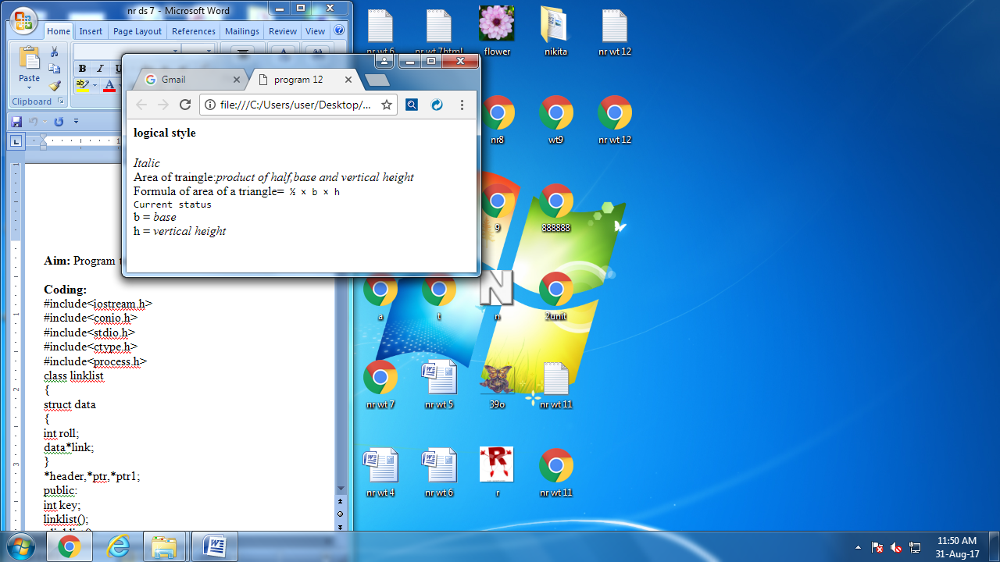 nr ds 7 - Microsoft Word
Home Insert Page Layout References Mailings Review View
Paste
B I U
Clipboard
Gmail
program 12
file:///C:/Users/user/Desktop/...
logical style
Italic
Area of traingle:product of half,base and vertical height
Formula of area of a triangle= ½ × b × h
Current status
b = base
h = vertical height
Aim: Program
Coding:
#include<iostream.h>
#include<conio.h>
#include<stdio.h>
#include<ctype.h>
#include<process.h>
class linklist
{
struct data
{
int roll;
data*link;
}
*header,*ptr,*ptr1;
public:
int key;
linklist();
nr wt 6
nr wt 7html
flower
nikita
nr wt 12
nr8
wt9
nr wt 12
9
888888
a
t
N
n
2unit
nr wt 7
nr wt 5
39o
nr wt 11
nr wt 4
nr wt 6
R
r
nr wt 11
11:50 AM
31-Aug-17